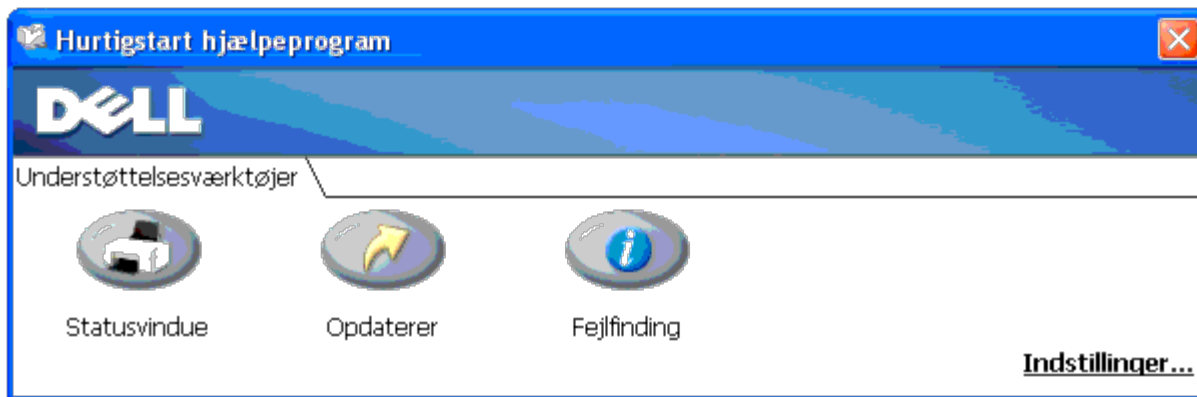 Hurtigstart hjælpeprogram
DELL
Understøttelsesværktøjer
Statusvindue Opdaterer Fejlfinding
Indstillinger...